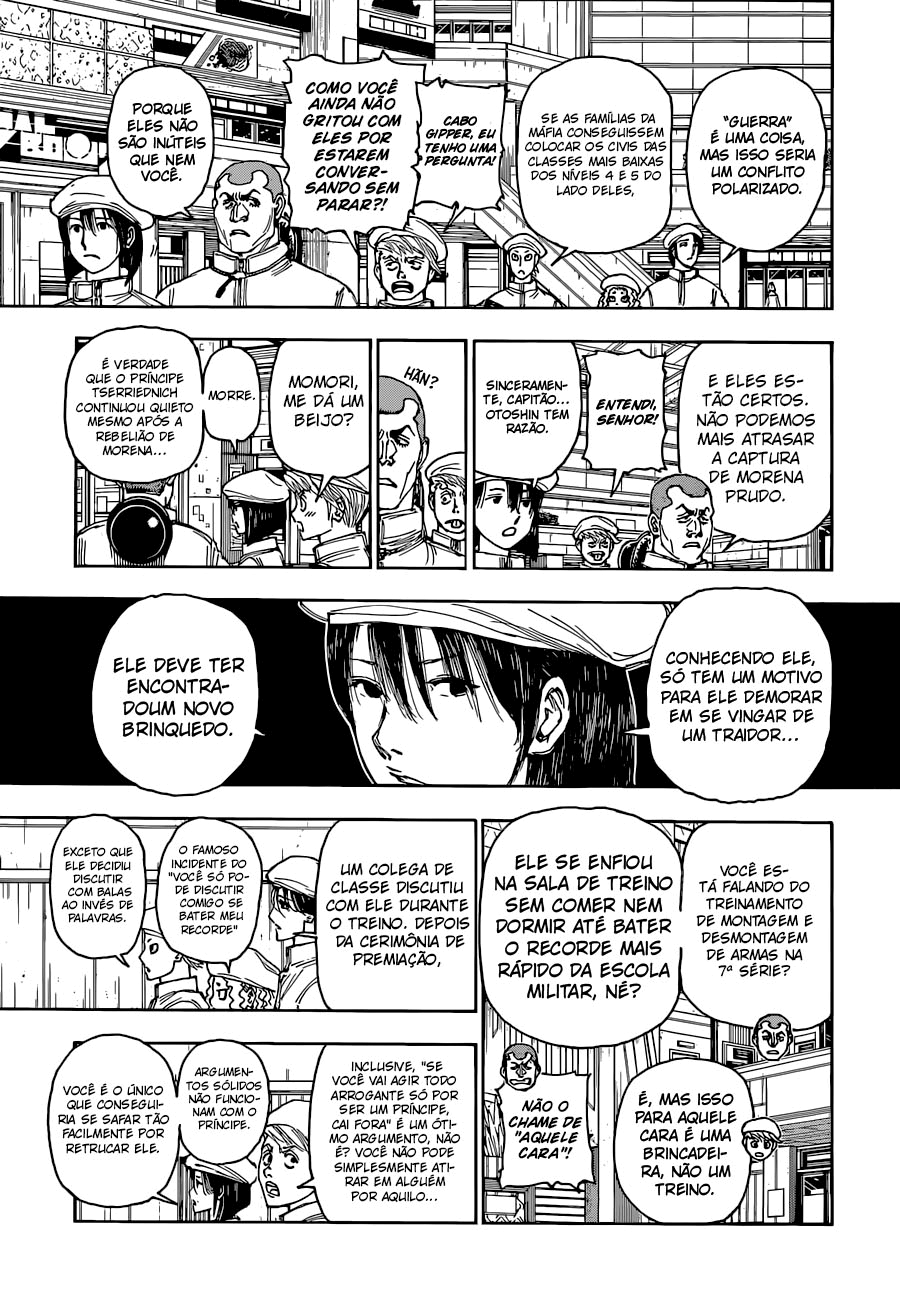 "GUERRA"
É UMA COISA,
MAS ISSO SERIA
UM CONFLITO
POLARIZADO.
SE AS FAMÍLIAS DA
MÁFIA CONSEGUISSEM
COLOCAR OS CIVIS DAS
CLASSES MAIS BAIXAS
DOS NÍVEIS 4 E 5 DO
LADO DELES,
CABO
GIPPER, EU
TENHO UMA
PERGUNTA!
COMO VOCÊ
AINDA NÃO
GRITOU COM
ELES POR
ESTAREM
CONVER-
SANDO SEM
PARAR?!
PORQUE
ELES NÃO
SÃO INÚTEIS
QUE NEM
VOCÊ.
E ELES ES-
TÃO CERTOS.
NÃO PODEMOS
MAIS ATRASAR
A CAPTURA
DE MORENA
PRUDO.
ENTENDI,
SENHOR!
SINCERAMEN-
TE, CAPITÃO...
OTOSHIN TEM
RAZÃO.
HÃN?
MOMORI,
ME DÁ UM
BEIJO?
MORRE.
É VERDADE
QUE O PRÍNCIPE
TSERRIEDNICH
CONTINUOU QUIETO
MESMO APÓS A
REBELIÃO DE
MORENA...
CONHECENDO ELE,
SÓ TEM UM MOTIVO
PARA ELE DEMORAR
EM SE VINGAR DE
UM TRAIDOR...
ELE DEVE TER
ENCONTRA-
DOUM NOVO
BRINQUEDO.
VOCÊ ES-
TÁ FALANDO DO
TREINAMENTO
DE MONTAGEM E
DESMONTAGEM
DE ARMAS NA
7ª SÉRIE?
ELE SE ENFIOU
NA SALA DE TREINO
SEM COMER NEM
DORMIR ATÉ BATER
O RECORDE MAIS
RÁPIDO DA ESCOLA
MILITAR, NÉ?
É, MAS ISSO
PARA AQUELE
CARA É UMA
BRINCADEI-
RA, NÃO UM
TREINO.
NÃO O
CHAME DE
"AQUELE
CARA"!!
UM COLEGA DE
CLASSE DISCUTIU
COM ELE DURANTE
O TREINO. DEPOIS
DA CERIMÔNIA DE
PREMIAÇÃO,
O FAMOSO
INCIDENTE DO
"VOCÊ SÓ PO-
DE DISCUTIR
COMIGO SE
BATER MEU
RECORDE"
EXCETO QUE
ELE DECIDIU
DISCUTIR
COM BALAS
AO INVÉS DE
PALAVRAS.
INCLUSIVE, "SE
VOCÊ VAI AGIR TODO
ARROGANTE SÓ POR
SER UM PRÍNCIPE,
CAI FORA" É UM ÓTI-
MO ARGUMENTO, NÃO
É? VOCÊ NÃO PODE
SIMPLESMENTE ATI-
RAR EM ALGUÉM
POR AQUILO...
ARGUMEN-
TOS SÓLIDOS
NÃO FUNCIO-
NAM COM O
PRÍNCIPE.
VOCÊ É O ÚNICO
QUE CONSEGUI-
RIA SE SAFAR TÃO
FACILMENTE POR
RETRUCAR ELE.